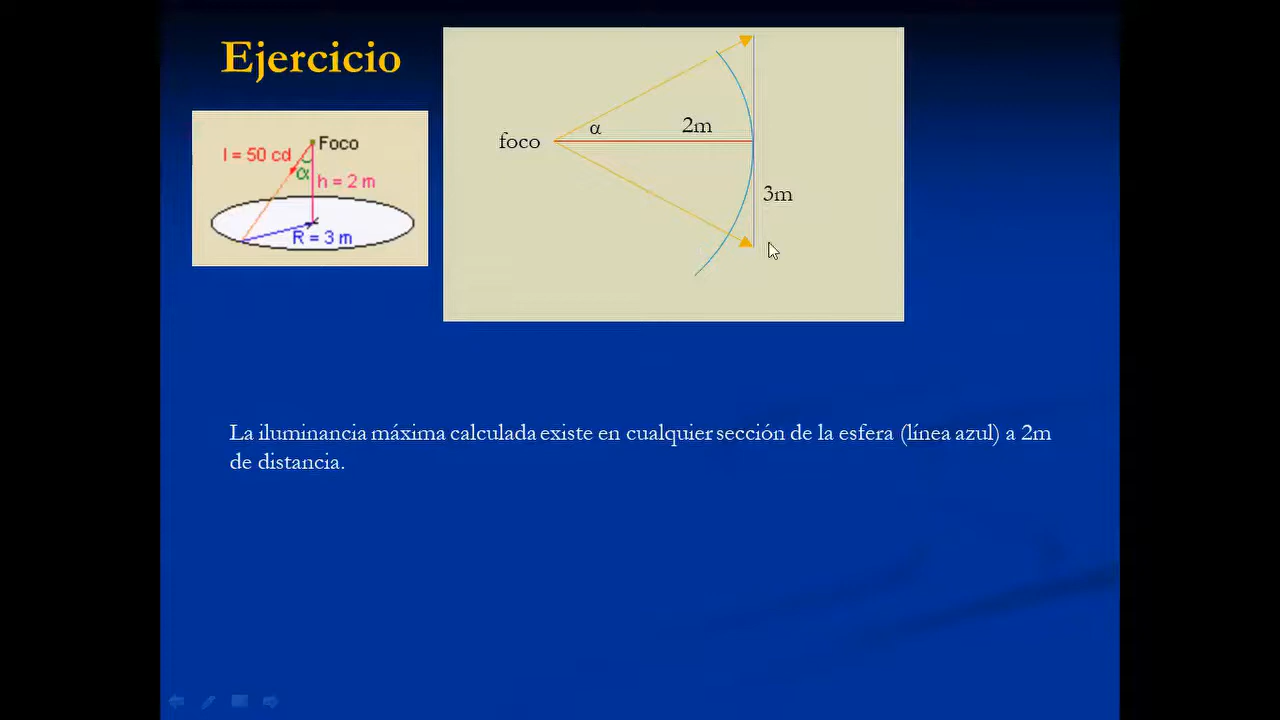 Ejercicio
I = 50 cd
Foco
α
h = 2 m
R = 3 m
foco
α
2m
3m
La iluminancia máxima calculada existe en cualquier sección de la esfera (línea azul) a 2m
de distancia.